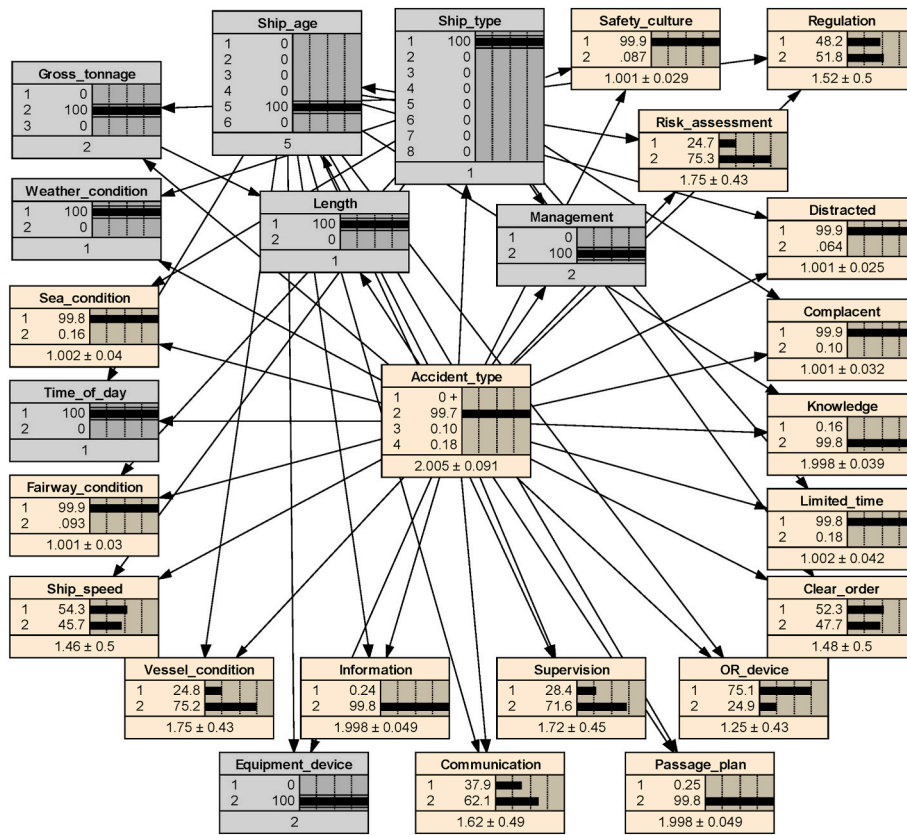 Ship_age
1 0
2 0
3 0
4 0
5 100
6 0
5
Ship_type
1 100
2 0
3 0
4 0
5 0
6 0
7 0
8 0
1
Safety_culture
1 99.9
2 .087
1.001 ± 0.029
Regulation
1 48.2
2 51.8
1.52 ± 0.5
Gross_tonnage
1 0
2 100
3 0
2
Risk_assessment
1 24.7
2 75.3
1.75 ± 0.43
Weather_condition
1 100
2 0
1
Length
1 100
2 0
1
Management
1 0
2 100
2
Distracted
1 99.9
2 .064
1.001 ± 0.025
Sea_condition
1 99.8
2 0.16
1.002 ± 0.04
Complacent
1 99.9
2 0.10
1.001 ± 0.032
Accident_type
1 0 +
2 99.7
3 0.10
4 0.18
2.005 ± 0.091
Time_of_day
1 100
2 0
1
Knowledge
1 0.16
2 99.8
1.998 ± 0.039
Fairway_condition
1 99.9
2 .093
1.001 ± 0.03
Limited_time
1 99.8
2 0.18
1.002 ± 0.042
Ship_speed
1 54.3
2 45.7
1.46 ± 0.5
Clear_order
1 52.3
2 47.7
1.48 ± 0.5
Vessel_condition
1 24.8
2 75.2
1.75 ± 0.43
Information
1 0.24
2 99.8
1.998 ± 0.049
Supervision
1 28.4
2 71.6
1.72 ± 0.45
OR_device
1 75.1
2 24.9
1.25 ± 0.43
Equipment_device
1 0
2 100
2
Communication
1 37.9
2 62.1
1.62 ± 0.49
Passage_plan
1 0.25
2 99.8
1.998 ± 0.049